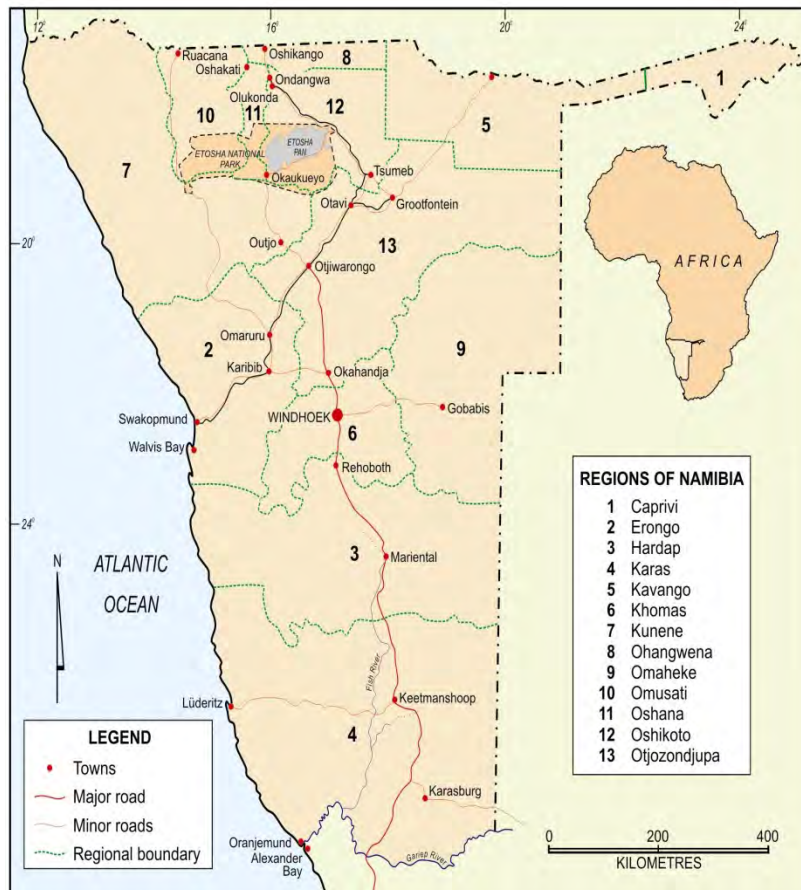 12°
16°
20°
24°
Ruacana
Oshikango
Oshakati
8
Ondangwa
1
Olukonda
12
10
11
5
ETOSHA NATIONAL
PARK
ETOSHA
PAN
7
Okaukueyo
Tsumeb
Otavi
Grootfontein
20°
Outjo
13
Otjiwarongo
AFRICA
Omaruru
2
9
Karibib
Okahandja
Swakopmund
WINDHOEK
Gobabis
6
Walvis Bay
Rehoboth
24°
N
ATLANTIC
OCEAN
3
Mariental
Fish River
Lüderitz
Keetmanshoop
4
Karasburg
Oranjemund
Alexander
Bay
Gariep River
REGIONS OF NAMIBIA
1 Caprivi
2 Erongo
3 Hardap
4 Karas
5 Kavango
6 Khomas
7 Kunene
8 Ohangwena
9 Omaheke
10 Omusati
11 Oshana
12 Oshikoto
13 Otjozondjupa
LEGEND
Towns
Major road
Minor roads
Regional boundary
0 200 400
KILOMETRES